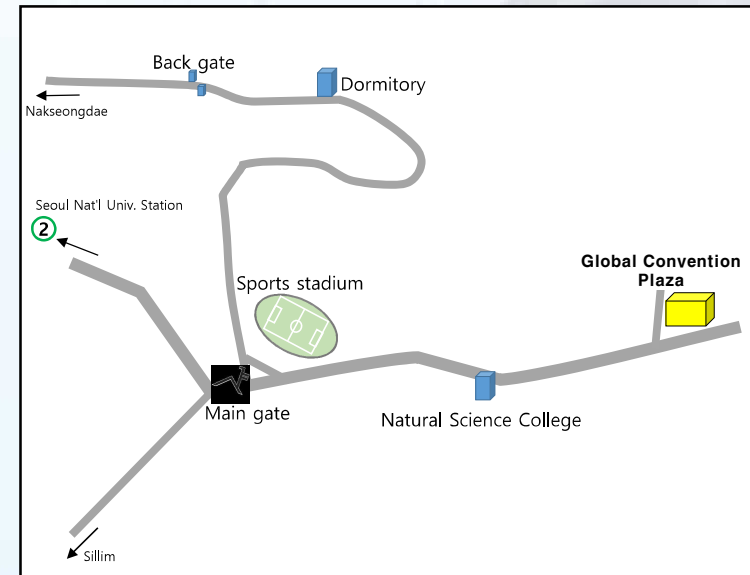 Back gate
Dormitory
Nakseongdae
Seoul Nat'l Univ. Station
2
Global Convention
Plaza
Sports stadium
Main gate
Natural Science College
Sillim